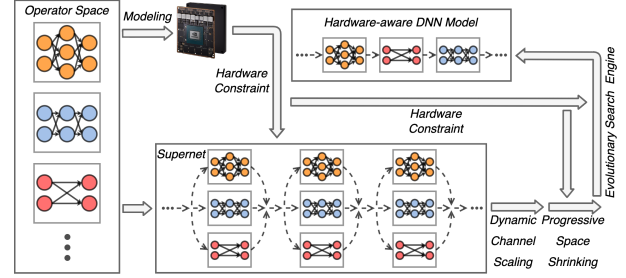 Operator Space
Modeling
Hardware
Constraint
Hardware-aware DNN Model
Hardware
Constraint
Evolutionary Search Engine
Supernet
Dynamic
Channel
Scaling
Progressive
Space
Shrinking